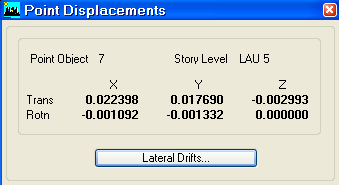 Point Displacements
Point Object 7 Story Level LAU 5
X Y Z
Trans 0.022398 0.017690 -0.002993
Rotn -0.001092 -0.001332 0.000000
Lateral Drifts...